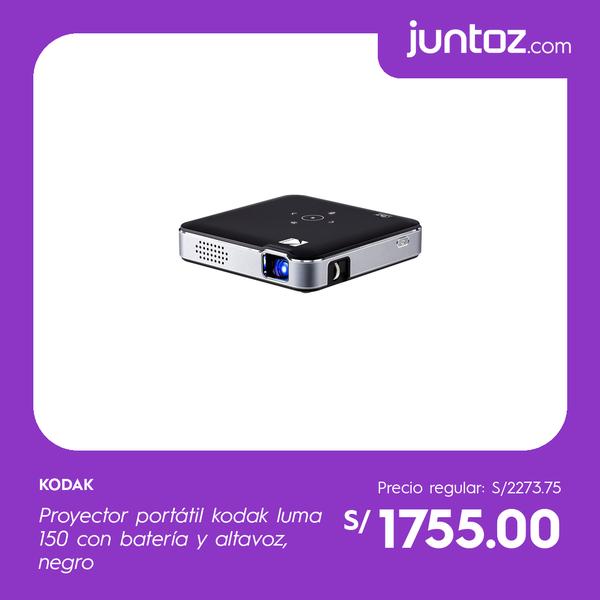 juntoz.com
KODAK
Proyector portátil kodak luma
150 con batería y altavoz,
negro
Precio regular: S/2273.75
S/1755.00